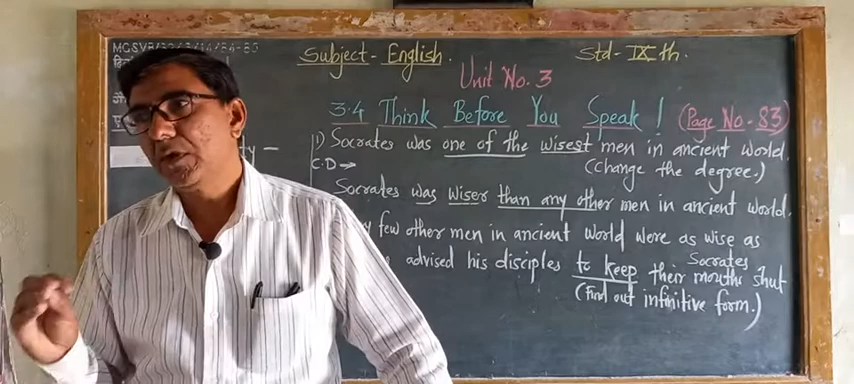 Subject - English.
Std - IX th.
Unit No. 3
3.4 Think Before You Speak!
(Page No - 83)
1) Socrates was one of the wisest men in ancient world.
C.D → (Change the degree.)
Socrates was wiser than any other men in ancient world.
few other men in ancient world were as wise as
Socrates
advised his disciples to keep their mouths shut
(Find out infinitive form.)